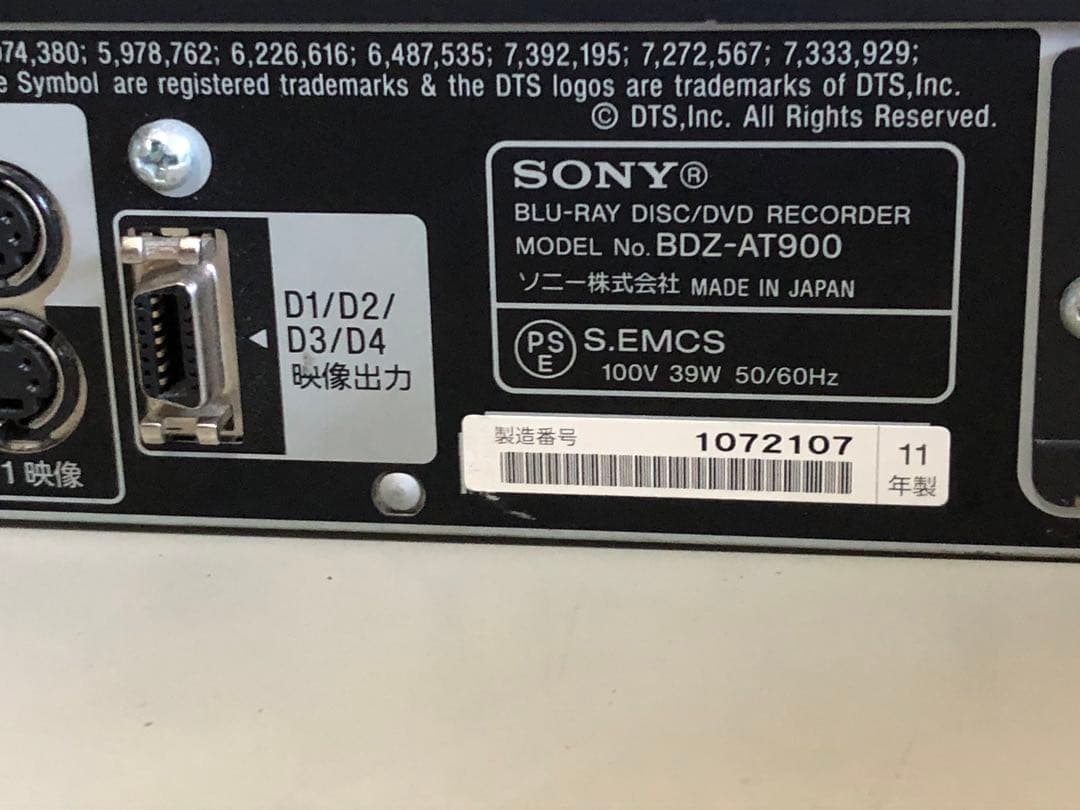 74,380; 5,978,762; 6,226,616; 6,487,535; 7,392,195; 7,272,567; 7,333,929;
Symbol are registered trademarks & the DTS logos are trademarks of DTS,Inc.
© DTS,Inc. All Rights Reserved.
SONY®
BLU-RAY DISC/DVD RECORDER
MODEL No. BDZ-AT900
ソニー株式会社 MADE IN JAPAN
PS
E
S.EMCS
100V 39W 50/60Hz
D1/D2/
D3/D4
映像出力
1 映像
製造番号 1072107
11
年製